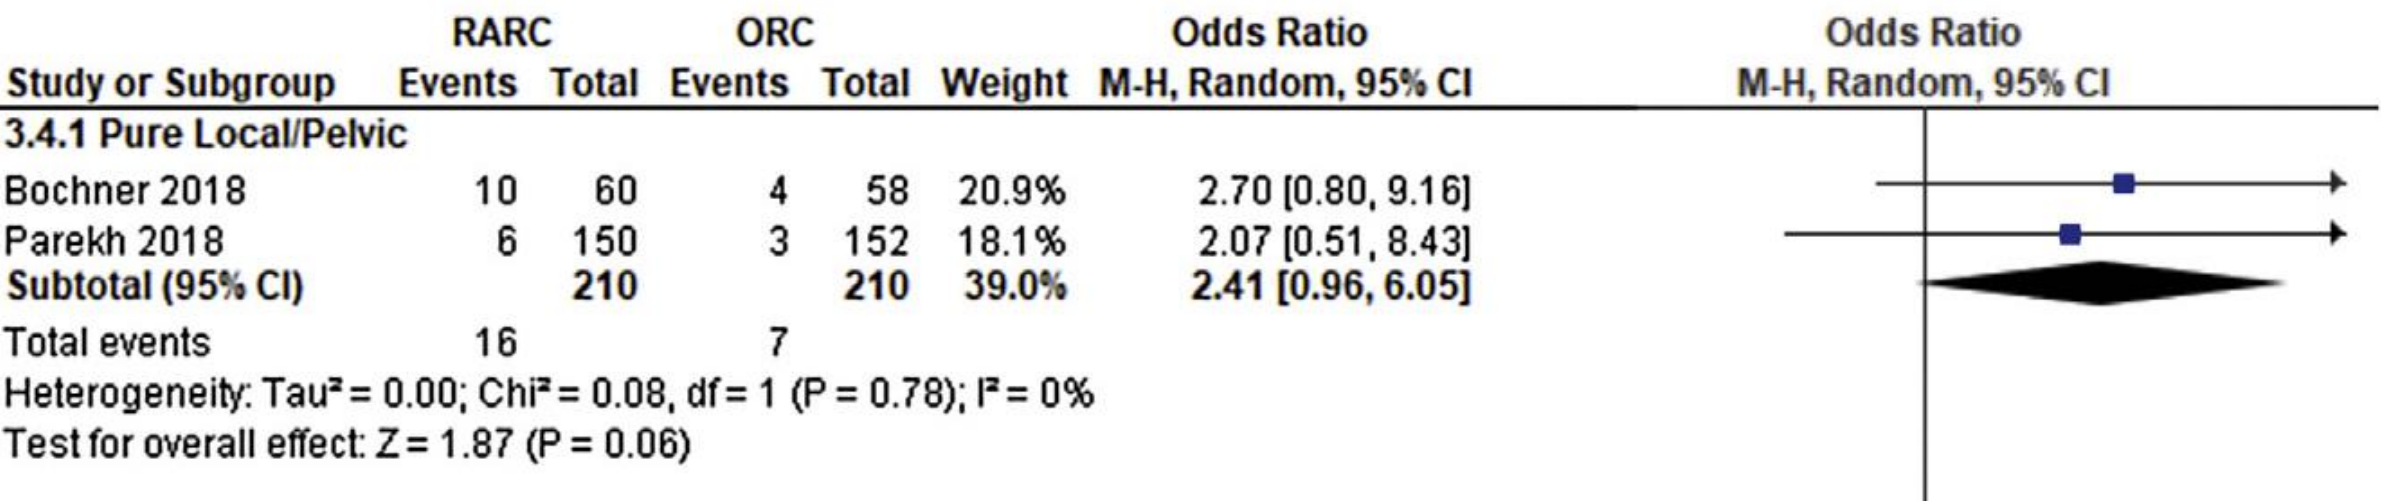 RARC ORC Odds Ratio Odds Ratio
Study or Subgroup Events Total Events Total Weight M-H, Random, 95% CI M-H, Random, 95% CI
3.4.1 Pure Local/Pelvic
Bochner 2018 10 60 4 58 20.9% 2.70 [0.80, 9.16]
Parekh 2018 6 150 3 152 18.1% 2.07 [0.51, 8.43]
Subtotal (95% CI) 210 210 39.0% 2.41 [0.96, 6.05]
Total events 16 7
Heterogeneity: Tau² = 0.00; Chi² = 0.08, df = 1 (P = 0.78); I² = 0%
Test for overall effect: Z = 1.87 (P = 0.06)